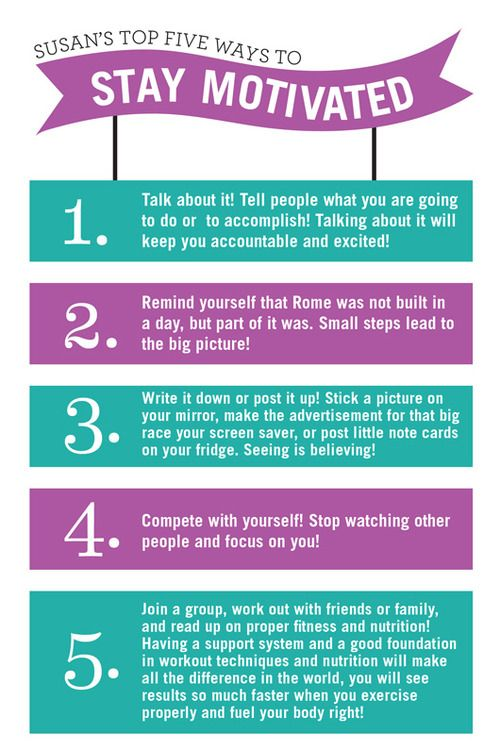 SUSAN'S TOP FIVE WAYS TO
STAY MOTIVATED
1.
Talk about it! Tell people what you are going
to do or to accomplish! Talking about it will
keep you accountable and excited!
2.
Remind yourself that Rome was not built in
a day, but part of it was. Small steps lead to
the big picture!
3.
Write it down or post it up! Stick a picture on
your mirror, make the advertisement for that big
race your screen saver, or post little note cards
on your fridge. Seeing is believing!
4.
Compete with yourself! Stop watching other
people and focus on you!
5.
Join a group, work out with friends or family,
and read up on proper fitness and nutrition!
Having a support system and a good foundation
in workout techniques and nutrition will make
all the difference in the world, you will see
results so much faster when you exercise
properly and fuel your body right!